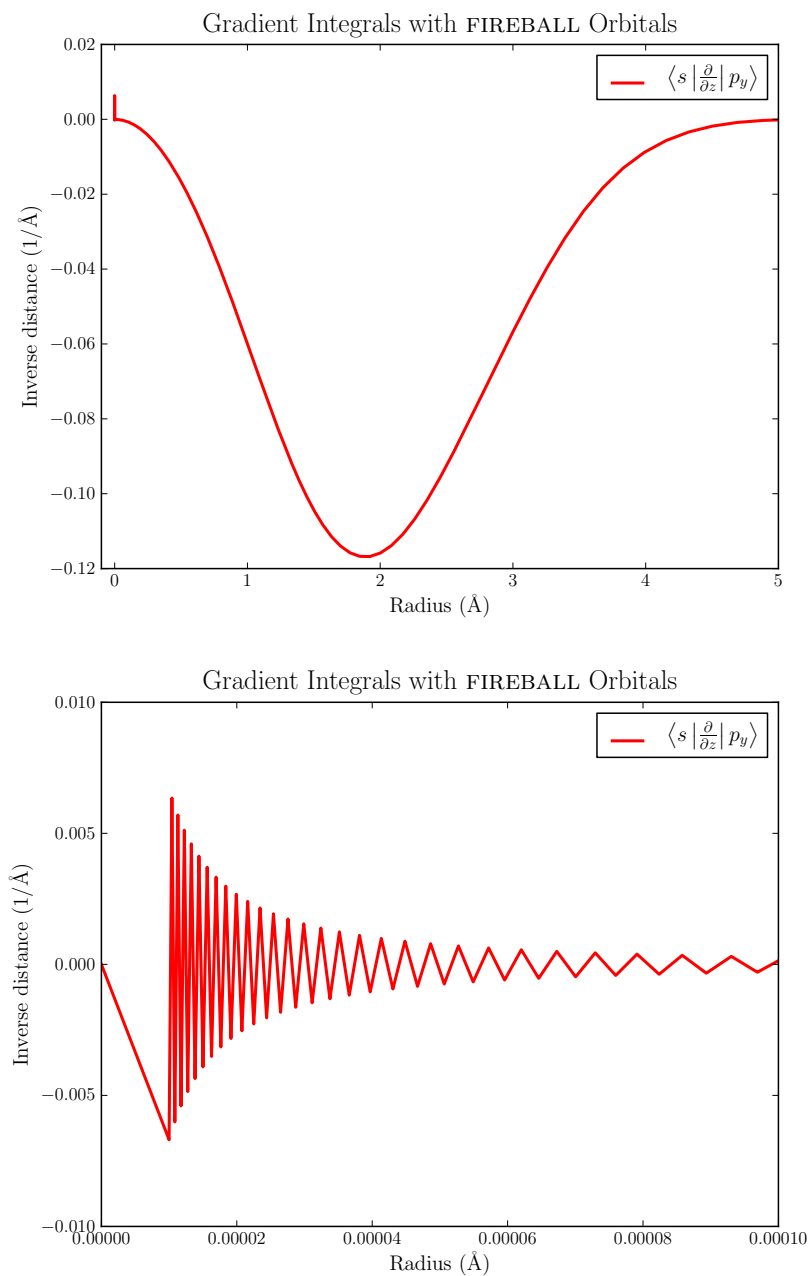 Gradient Integrals with FIREBALL Orbitals
⟨s |∂/∂z| p_y⟩
0.02
0.00
−0.02
−0.04
−0.06
−0.08
−0.10
−0.12
Inverse distance (1/Å)
0 1 2 3 4 5
Radius (Å)
Gradient Integrals with FIREBALL Orbitals
⟨s |∂/∂z| p_y⟩
0.010
0.005
0.000
−0.005
−0.010
Inverse distance (1/Å)
0.00000 0.00002 0.00004 0.00006 0.00008 0.00010
Radius (Å)